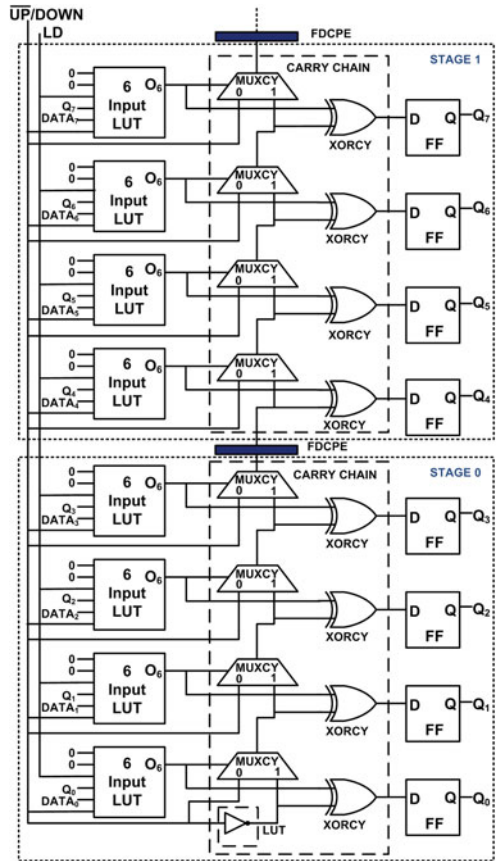 UP/DOWN
LD
FDCPE
STAGE 1
CARRY CHAIN
0
0
Q7
DATA7
6 O6
Input
LUT
MUXCY
0 1
XORCY
D Q
FF
Q7
0
0
Q6
DATA6
6 O6
Input
LUT
MUXCY
0 1
XORCY
D Q
FF
Q6
0
0
Q5
DATA5
6 O6
Input
LUT
MUXCY
0 1
XORCY
D Q
FF
Q5
0
0
Q4
DATA4
6 O6
Input
LUT
MUXCY
0 1
XORCY
D Q
FF
Q4
FDCPE
STAGE 0
CARRY CHAIN
0
0
Q3
DATA3
6 O6
Input
LUT
MUXCY
0 1
XORCY
D Q
FF
Q3
0
0
Q2
DATA2
6 O6
Input
LUT
MUXCY
0 1
XORCY
D Q
FF
Q2
0
0
Q1
DATA1
6 O6
Input
LUT
MUXCY
0 1
XORCY
D Q
FF
Q1
0
0
Q0
DATA0
6 O6
Input
LUT
MUXCY
0 1
XORCY
D Q
FF
Q0
LUT